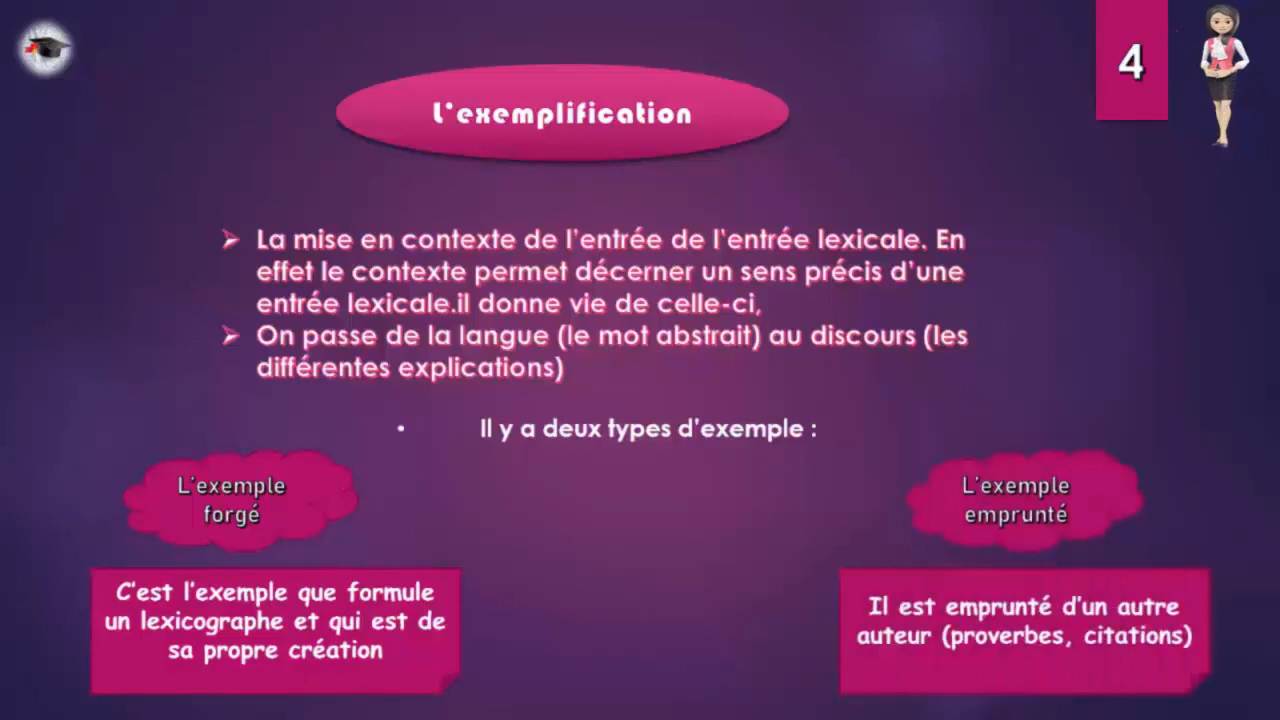 4
L'exemplification
➢ La mise en contexte de l'entrée de l'entrée lexicale. En
effet le contexte permet décerner un sens précis d'une
entrée lexicale.il donne vie de celle-ci,
➢ On passe de la langue (le mot abstrait) au discours (les
différentes explications)
• Il y a deux types d'exemple :
L'exemple
forgé
C'est l'exemple que formule
un lexicographe et qui est de
sa propre création
L'exemple
emprunté
Il est emprunté d'un autre
auteur (proverbes, citations)